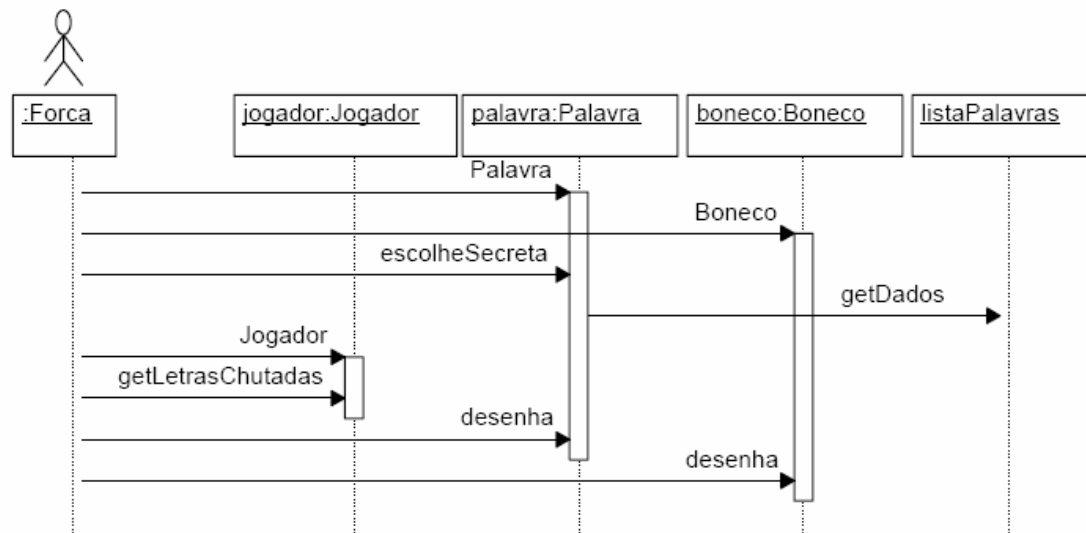 :Forca
jogador:Jogador
palavra:Palavra
boneco:Boneco
listaPalavras
Palavra
Boneco
escolheSecreta
getDados
Jogador
getLetrasChutadas
desenha
desenha